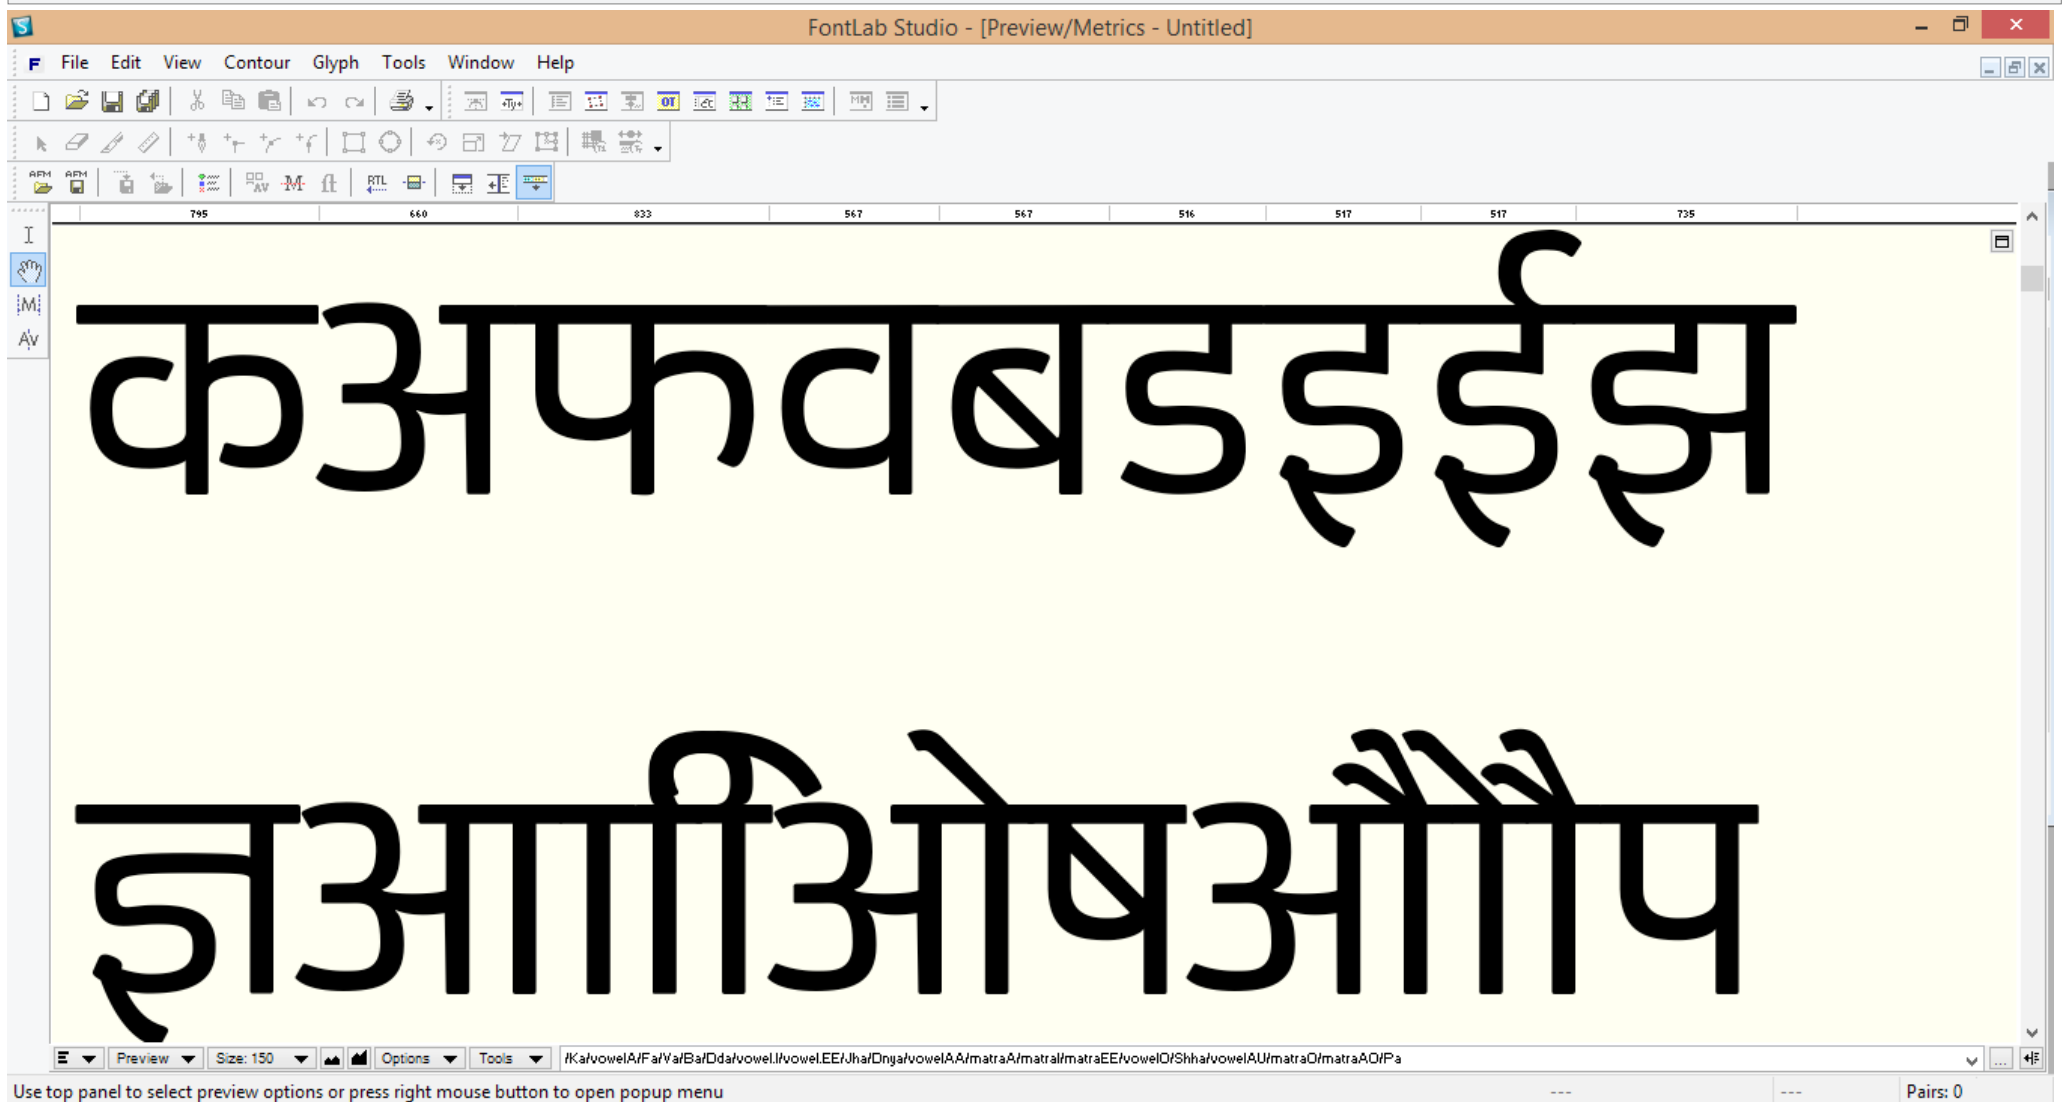 FontLab Studio - [Preview/Metrics - Untitled]
File Edit View Contour Glyph Tools Window Help
795 660 833 567 567 516 517 517 735
कअफवबडइईझ
ज्ञआााीओषऔोौप
Preview Size: 150 Options Tools /Ka/vowelA/Fa/Va/Ba/Dda/vowel.I/vowel.EE/Jha/Dnya/vowelAA/matraA/matraI/matraEE/vowelO/Shha/vowelAU/matraO/matraAO/Pa
Use top panel to select preview options or press right mouse button to open popup menu --- --- Pairs: 0